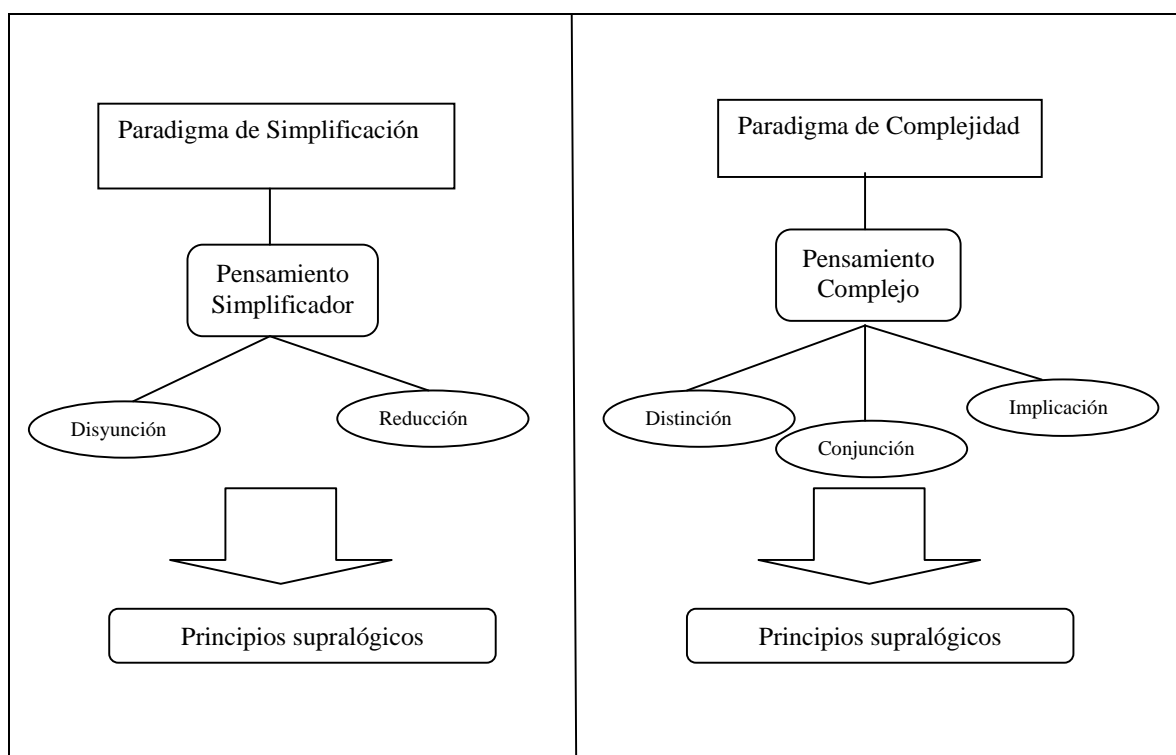 Paradigma de Simplificación
Pensamiento
Simplificador
Disyunción
Reducción
Principios supralógicos
Paradigma de Complejidad
Pensamiento
Complejo
Distinción
Conjunción
Implicación
Principios supralógicos